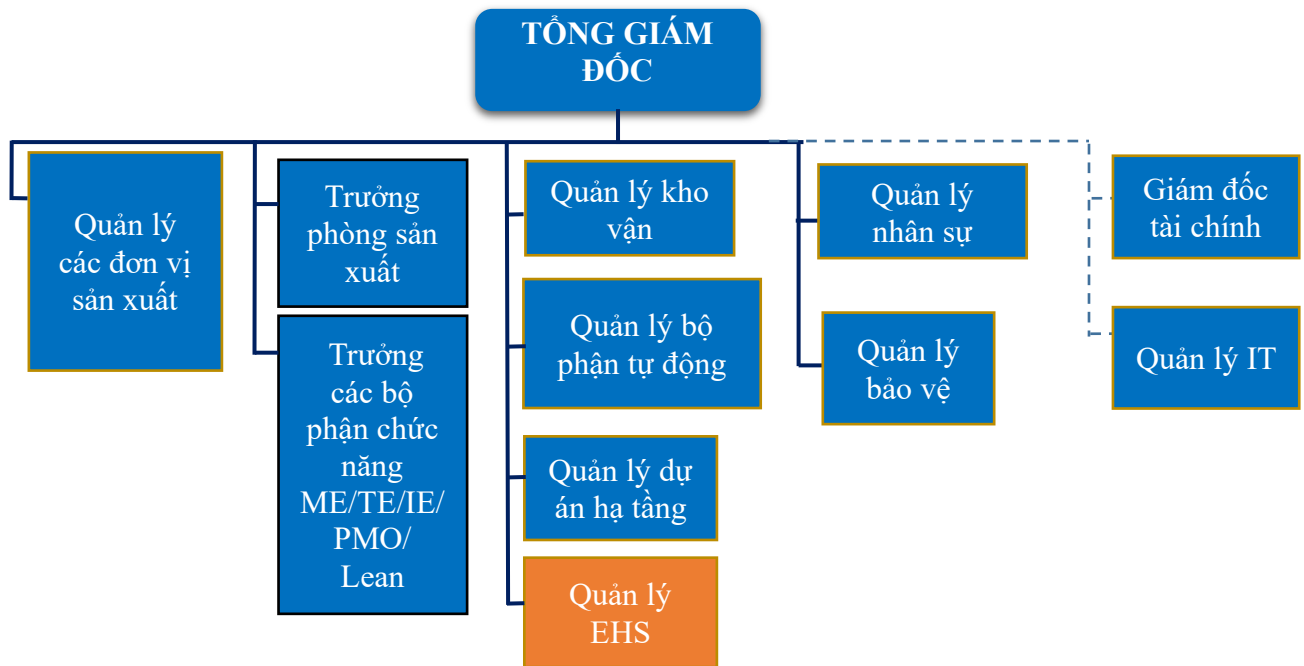 TỔNG GIÁM
ĐỐC
Quản lý
các đơn vị
sản xuất
Trưởng
phòng sản
xuất
Trưởng
các bộ
phận chức
năng
ME/TE/IE/
PMO/
Lean
Quản lý kho
vận
Quản lý bộ
phận tự động
Quản lý dự
án hạ tầng
Quản lý
EHS
Quản lý
nhân sự
Quản lý
bảo vệ
Giám đốc
tài chính
Quản lý IT